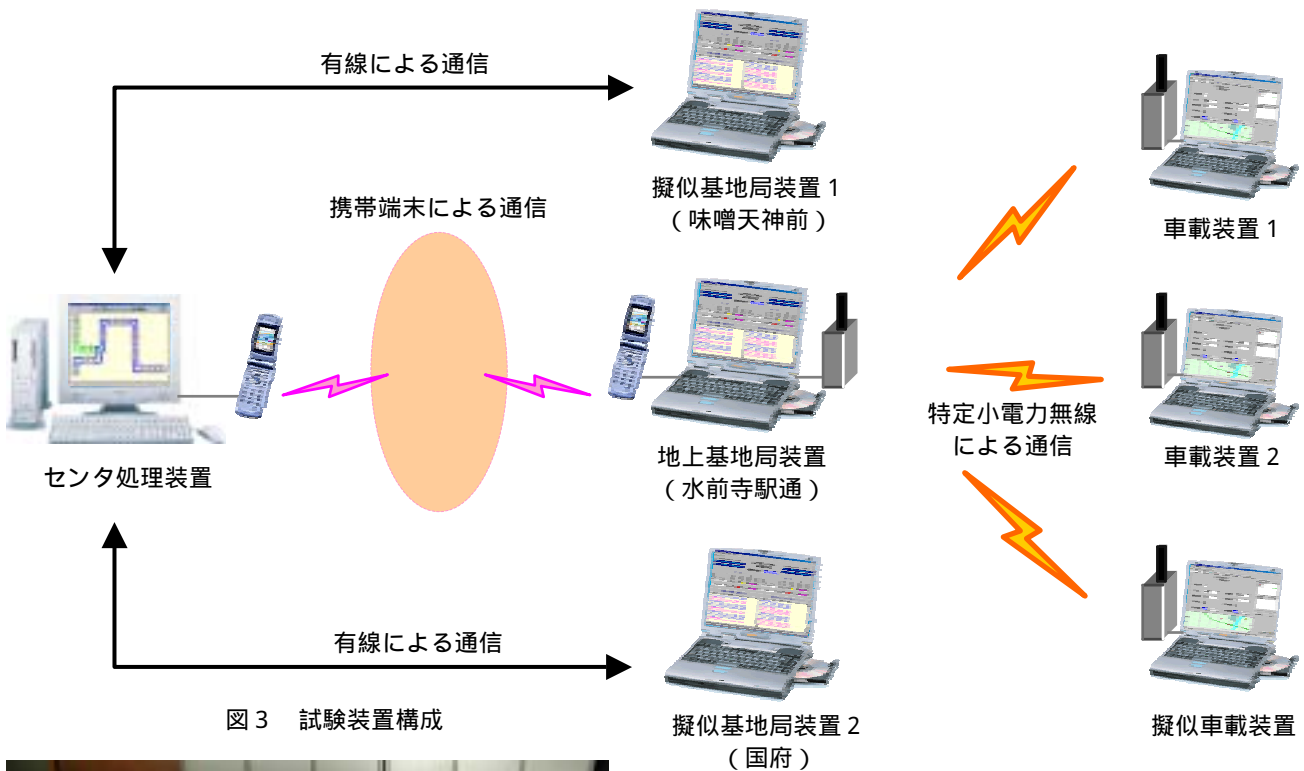 有線による通信
擬似基地局装置１
（味噌天神前）
車載装置１
携帯端末による通信
センタ処理装置
地上基地局装置
（水前寺駅通）
特定小電力無線
による通信
車載装置２
有線による通信
擬似基地局装置２
（国府）
擬似車載装置
図３　試験装置構成